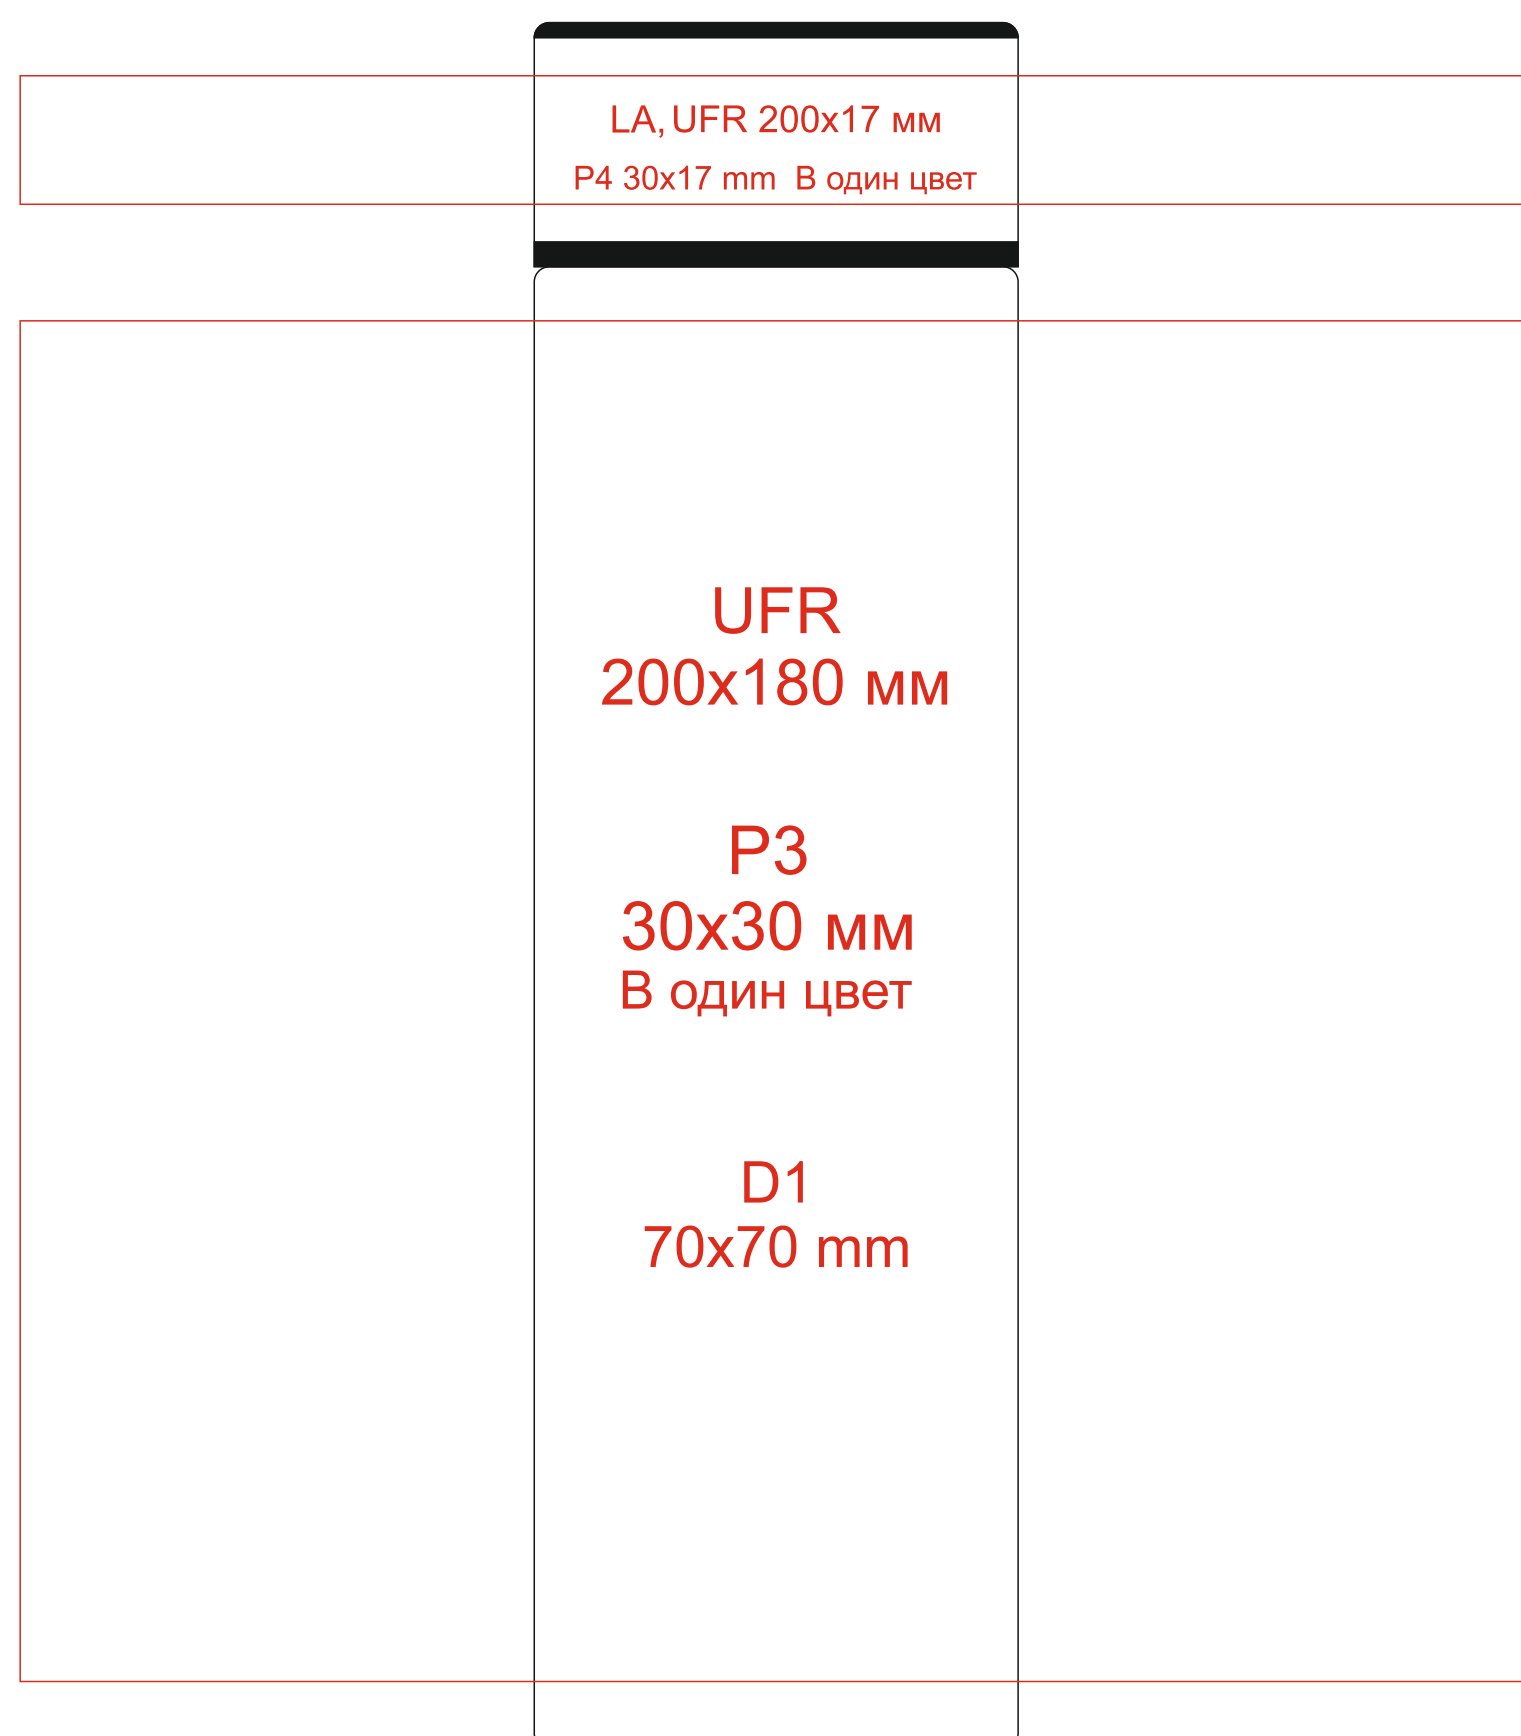 LA, UFR 200x17 мм
P4 30x17 mm В один цвет
UFR
200x180 мм
P3
30x30 мм
В один цвет
D1
70x70 mm